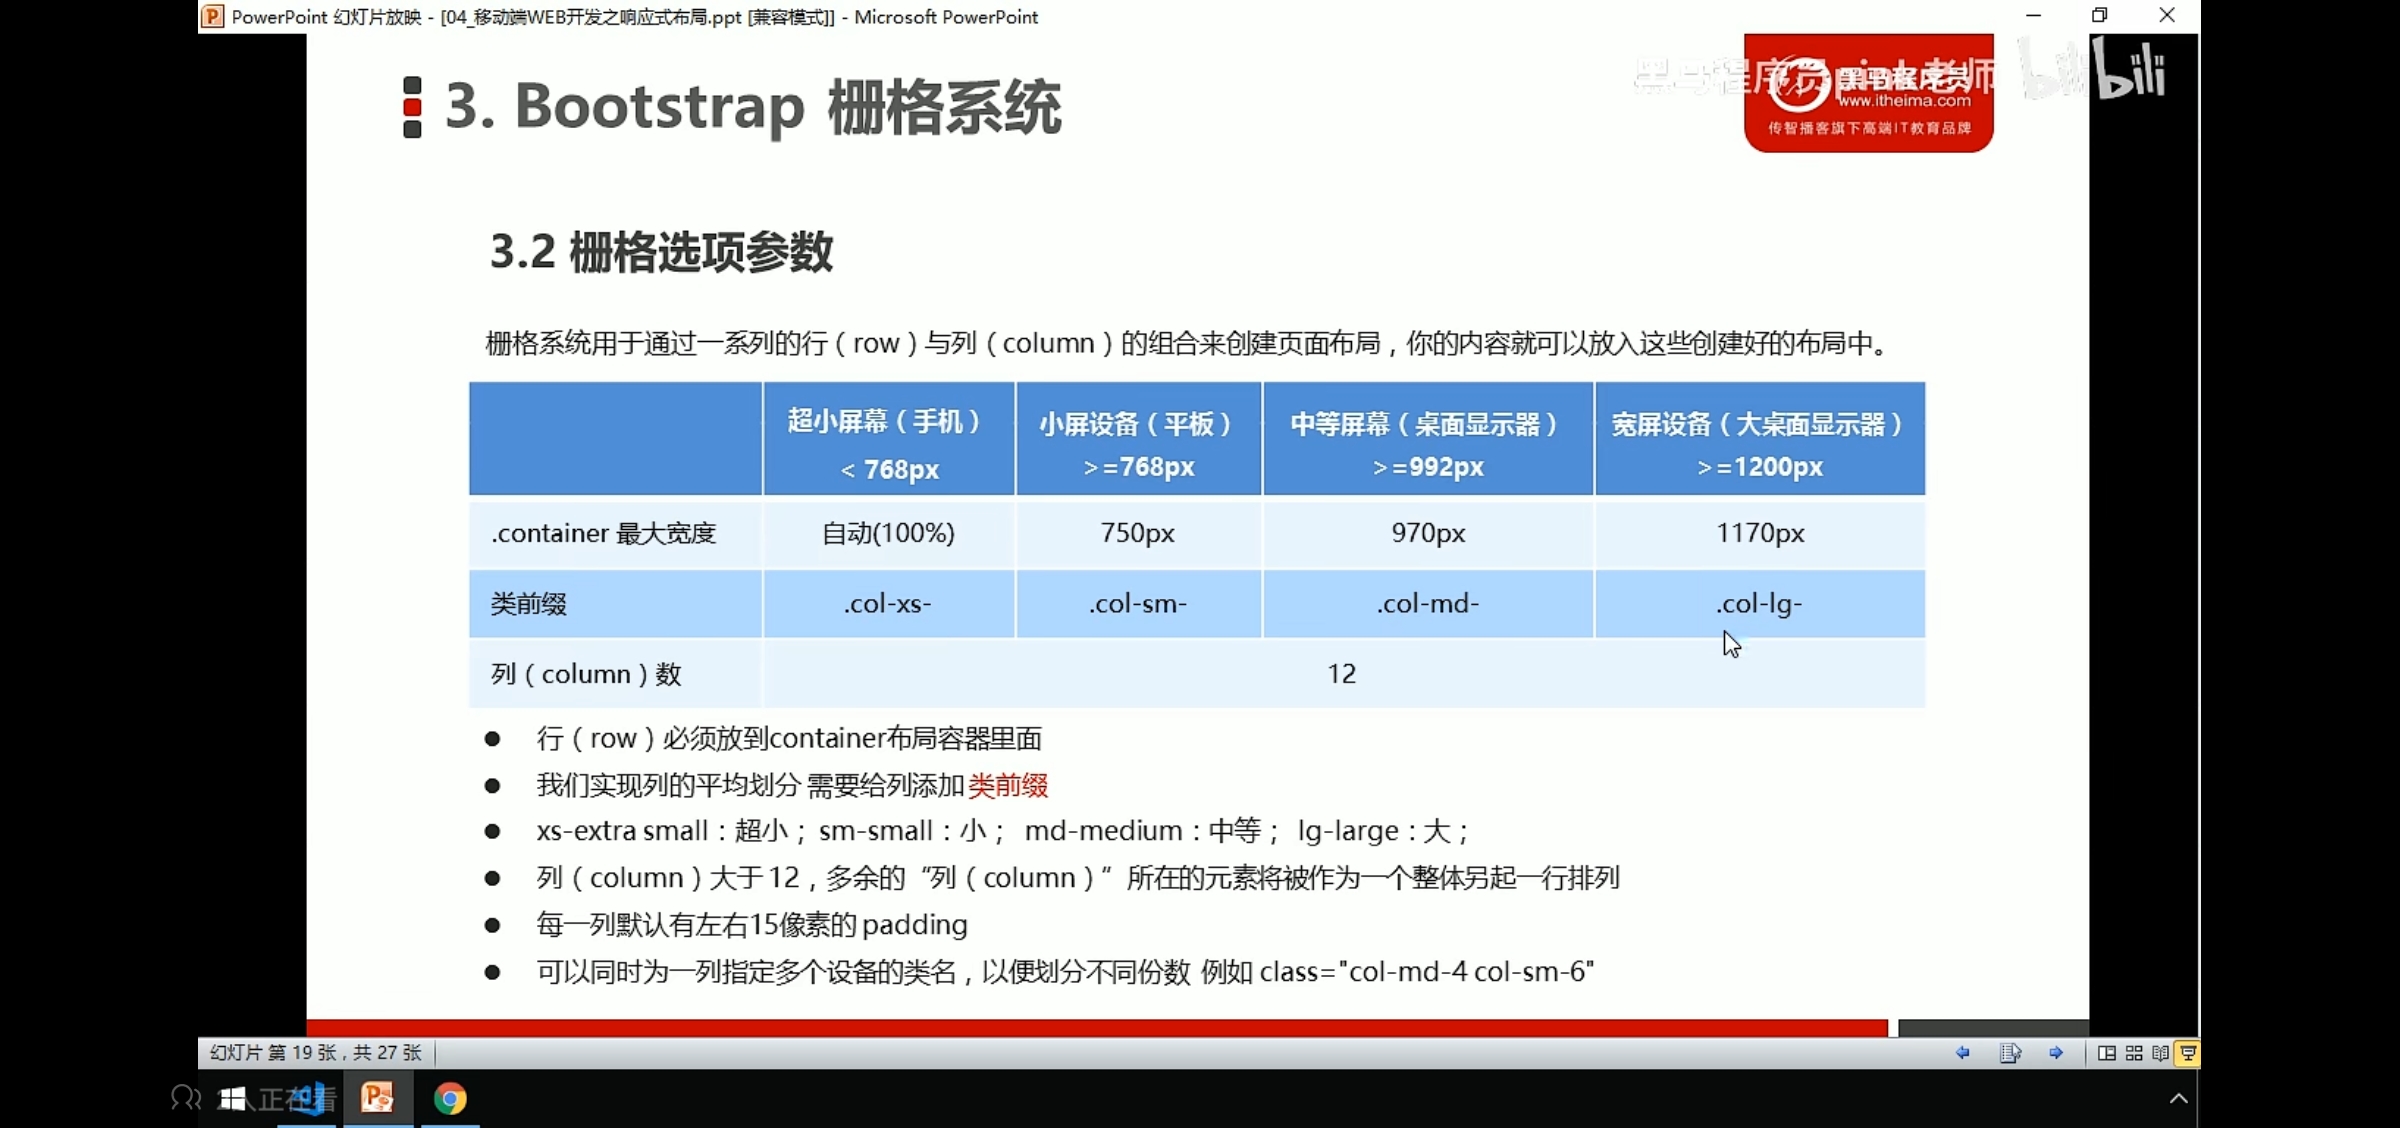 PowerPoint 幻灯片放映 - [04_移动端WEB开发之响应式布局.ppt [兼容模式]] - Microsoft PowerPoint
3. Bootstrap 栅格系统
黑马程序员pink老师
bilibili
www.itheima.com
传智播客旗下高端IT教育品牌
3.2 栅格选项参数
栅格系统用于通过一系列的行（row）与列（column）的组合来创建页面布局，你的内容就可以放入这些创建好的布局中。
超小屏幕（手机）
< 768px
小屏设备（平板）
>=768px
中等屏幕（桌面显示器）
>=992px
宽屏设备（大桌面显示器）
>=1200px
.container 最大宽度 自动(100%) 750px 970px 1170px
类前缀 .col-xs- .col-sm- .col-md- .col-lg-
列（column）数 12
● 行（row）必须放到container布局容器里面
● 我们实现列的平均划分 需要给列添加 类前缀
● xs-extra small：超小； sm-small：小； md-medium：中等； lg-large：大；
● 列（column）大于 12，多余的“列（column）”所在的元素将被作为一个整体另起一行排列
● 每一列默认有左右15像素的 padding
● 可以同时为一列指定多个设备的类名，以便划分不同份数 例如 class="col-md-4 col-sm-6"
幻灯片 第 19 张，共 27 张
人正在看